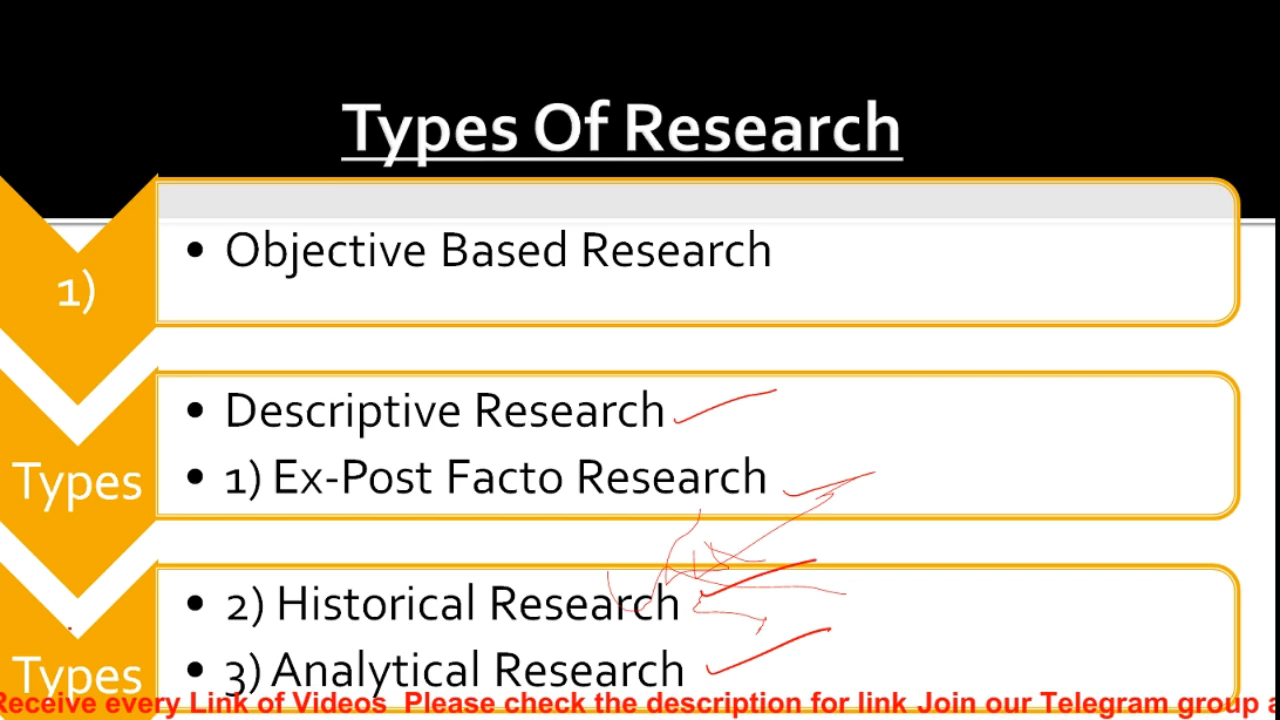 Types Of Research
1)
• Objective Based Research
Types
• Descriptive Research
• 1) Ex-Post Facto Research
Types
• 2) Historical Research
• 3) Analytical Research
Receive every Link of Videos Please check the description for link Join our Telegram group a